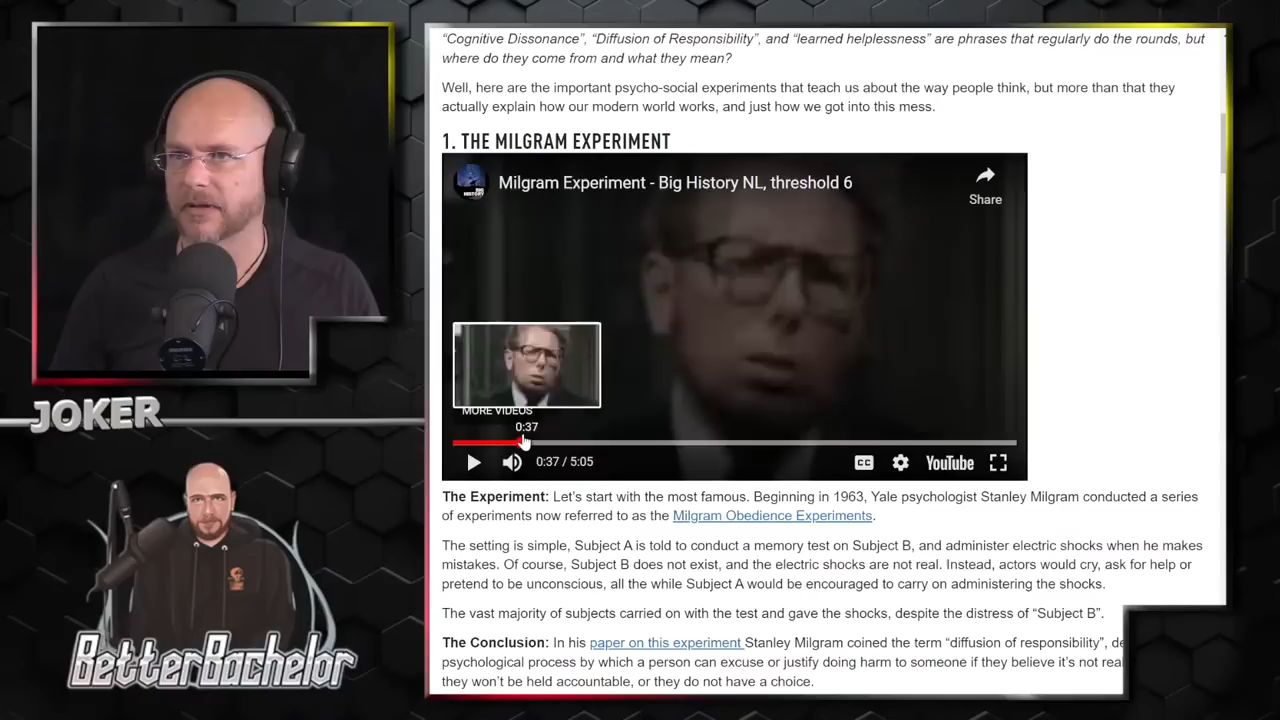 “Cognitive Dissonance”, “Diffusion of Responsibility”, and “learned helplessness” are phrases that regularly do the rounds, but
where do they come from and what they mean?
Well, here are the important psycho-social experiments that teach us about the way people think, but more than that they
actually explain how our modern world works, and just how we got into this mess.
1. THE MILGRAM EXPERIMENT
Milgram Experiment - Big History NL, threshold 6
Share
MORE VIDEOS
0:37
0:37 / 5:05
CC
YouTube
The Experiment: Let’s start with the most famous. Beginning in 1963, Yale psychologist Stanley Milgram conducted a series
of experiments now referred to as the Milgram Obedience Experiments.
The setting is simple, Subject A is told to conduct a memory test on Subject B, and administer electric shocks when he makes
mistakes. Of course, Subject B does not exist, and the electric shocks are not real. Instead, actors would cry, ask for help or
pretend to be unconscious, all the while Subject A would be encouraged to carry on administering the shocks.
The vast majority of subjects carried on with the test and gave the shocks, despite the distress of “Subject B”.
The Conclusion: In his paper on this experiment Stanley Milgram coined the term “diffusion of responsibility”, de
psychological process by which a person can excuse or justify doing harm to someone if they believe it’s not real
they won’t be held accountable, or they do not have a choice.
JOKER
BetterBachelor